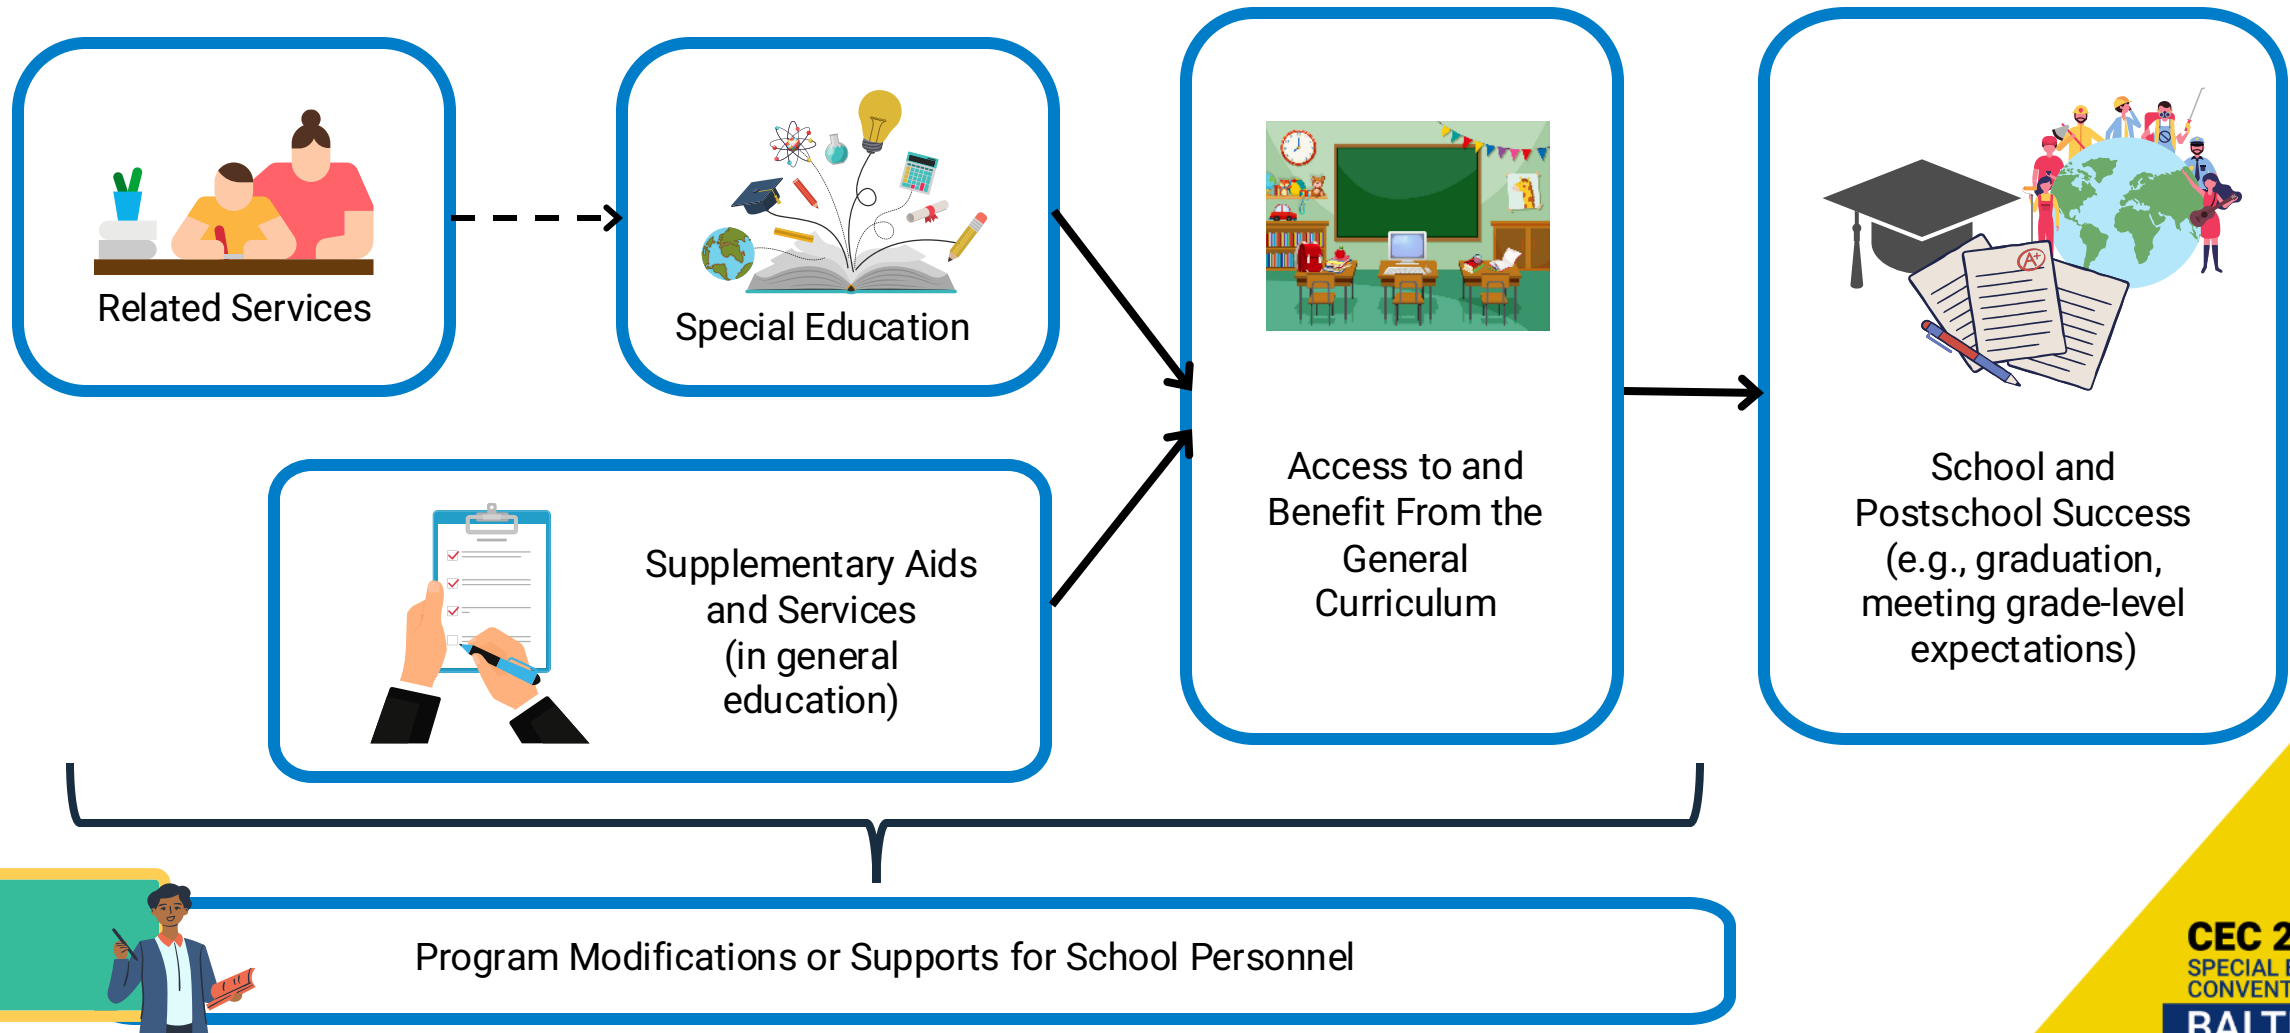 Related Services
Special Education
Supplementary Aids
and Services
(in general
education)
Access to and
Benefit From the
General
Curriculum
A+
School and
Postschool Success
(e.g., graduation,
meeting grade-level
expectations)
Program Modifications or Supports for School Personnel
CEC 2
SPECIAL